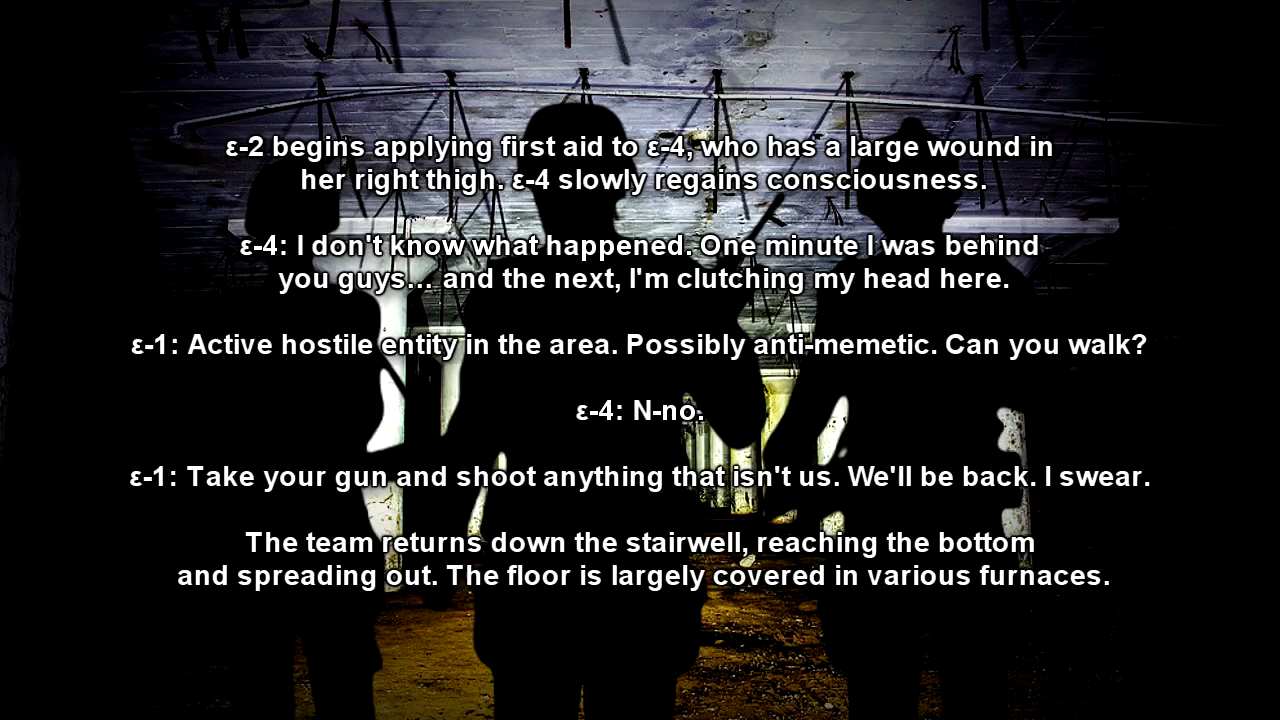 ε-2 begins applying first aid to ε-4, who has a large wound in
her right thigh. ε-4 slowly regains consciousness.
ε-4: I don't know what happened. One minute I was behind
you guys... and the next, I'm clutching my head here.
ε-1: Active hostile entity in the area. Possibly anti-memetic. Can you walk?
ε-4: N-no.
ε-1: Take your gun and shoot anything that isn't us. We'll be back. I swear.
The team returns down the stairwell, reaching the bottom
and spreading out. The floor is largely covered in various furnaces.